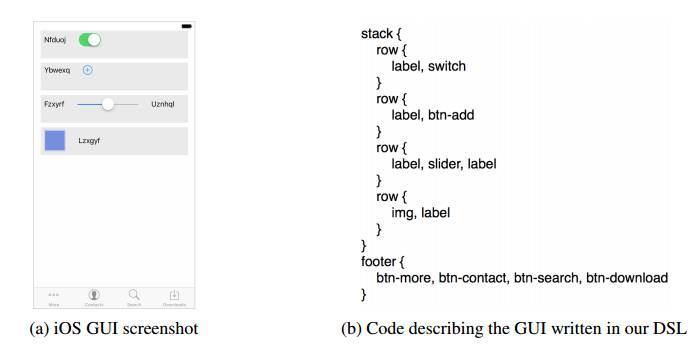 Nfduoj
Ybwexq
Fzxyrf Uznhql
Lzxgyf
More Contacts Search Downloads
(a) iOS GUI screenshot
stack {
row {
label, switch
}
row {
label, btn-add
}
row {
label, slider, label
}
row {
img, label
}
}
footer {
btn-more, btn-contact, btn-search, btn-download
}
(b) Code describing the GUI written in our DSL